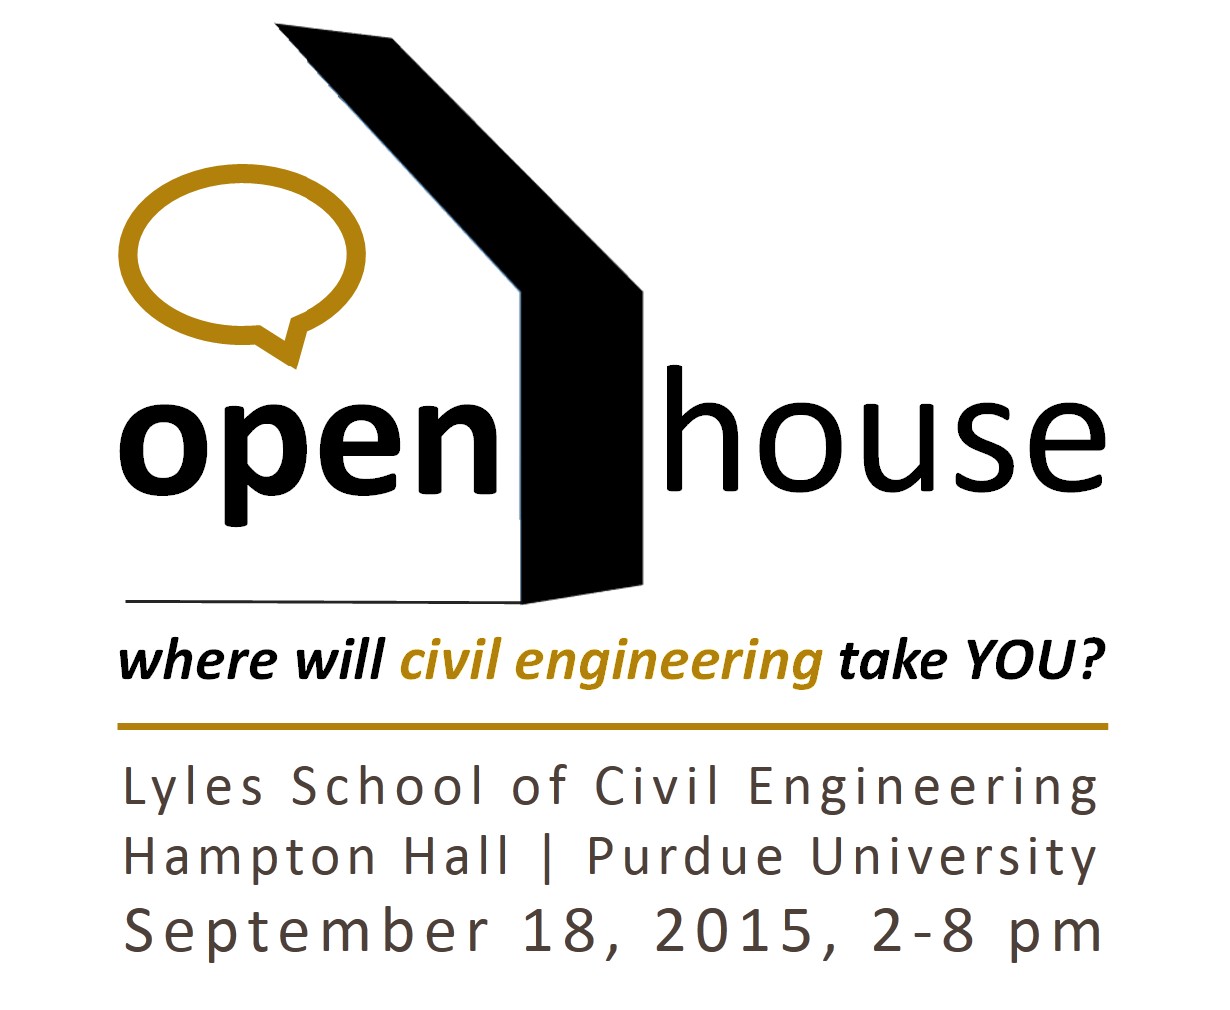 open house
where will civil engineering take YOU?
Lyles School of Civil Engineering
Hampton Hall | Purdue University
September 18, 2015, 2-8 pm